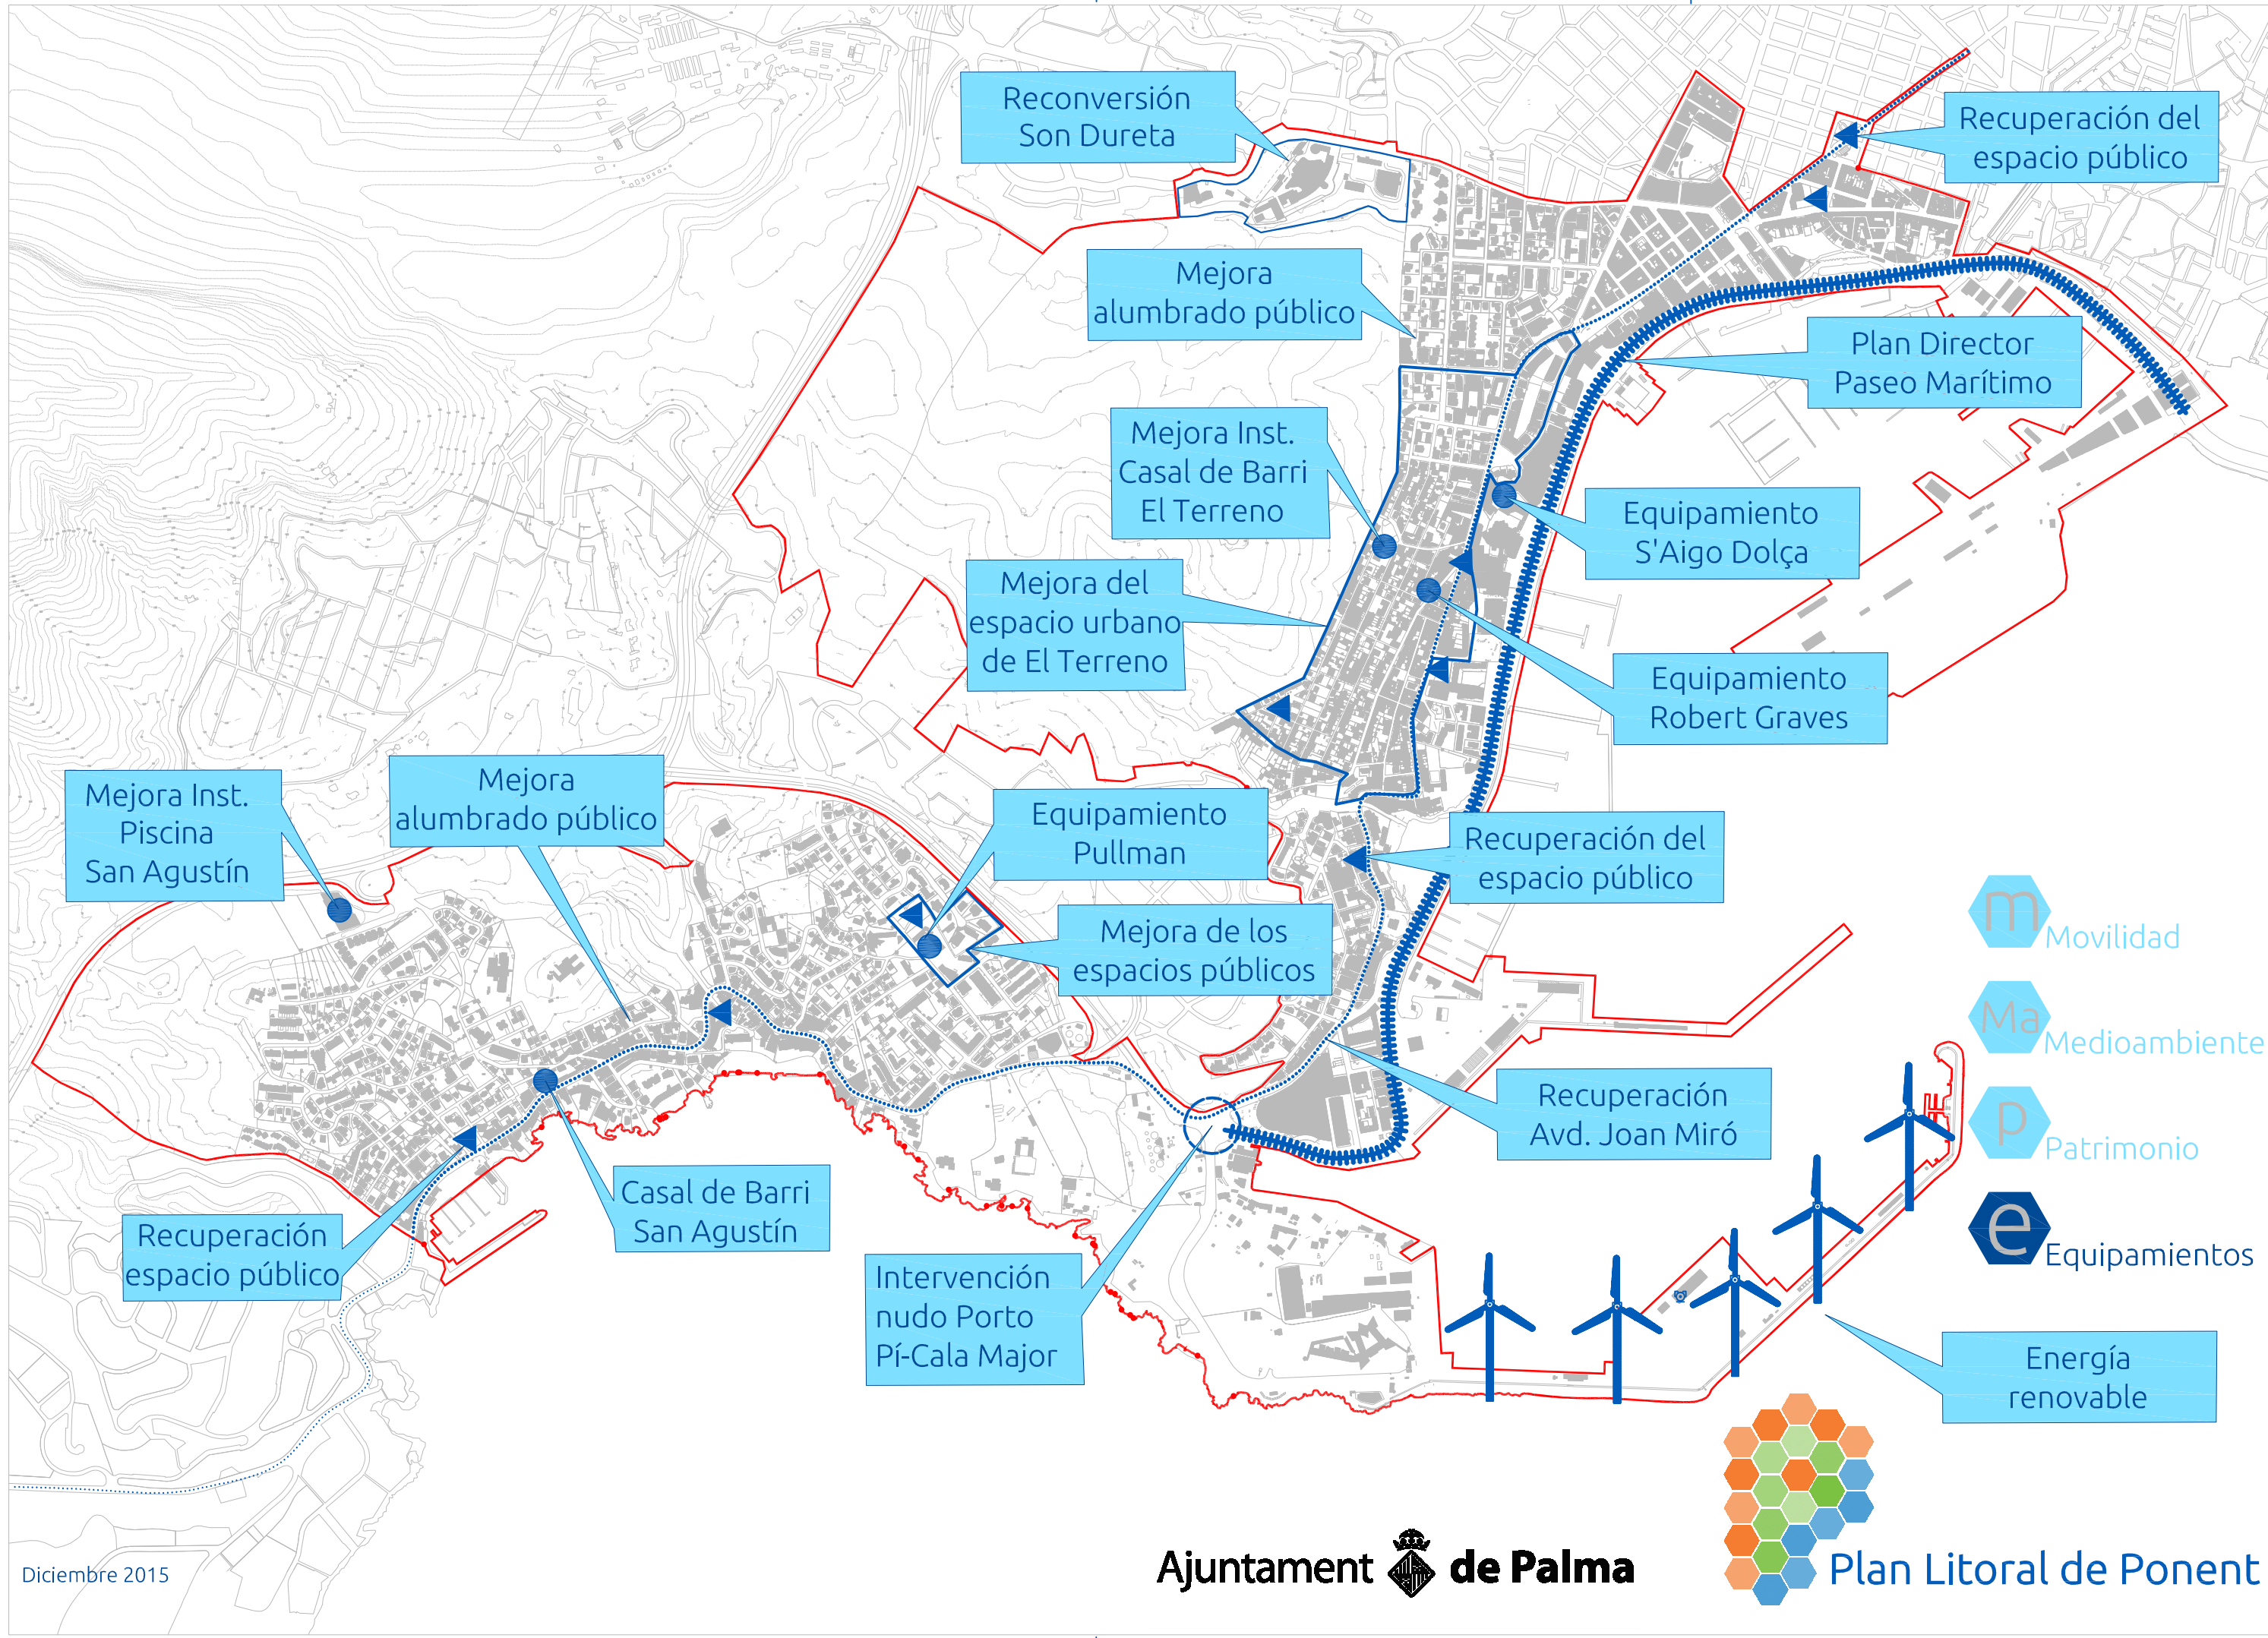 Reconversión
Son Dureta
Recuperación del
espacio público
Mejora
alumbrado público
Plan Director
Paseo Marítimo
Mejora Inst.
Casal de Barri
El Terreno
Equipamiento
S'Aigo Dolça
Mejora del
espacio urbano
de El Terreno
Equipamiento
Robert Graves
Mejora Inst.
Piscina
San Agustín
Mejora
alumbrado público
Equipamiento
Pullman
Recuperación del
espacio público
Mejora de los
espacios públicos
m
Movilidad
Ma
Medioambiente
Recuperación
Avd. Joan Miró
p
Patrimonio
Casal de Barri
San Agustín
Recuperación
espacio público
e
Equipamientos
Intervención
nudo Porto
Pí-Cala Major
Energía
renovable
Diciembre 2015
Ajuntament de Palma
Plan Litoral de Ponent